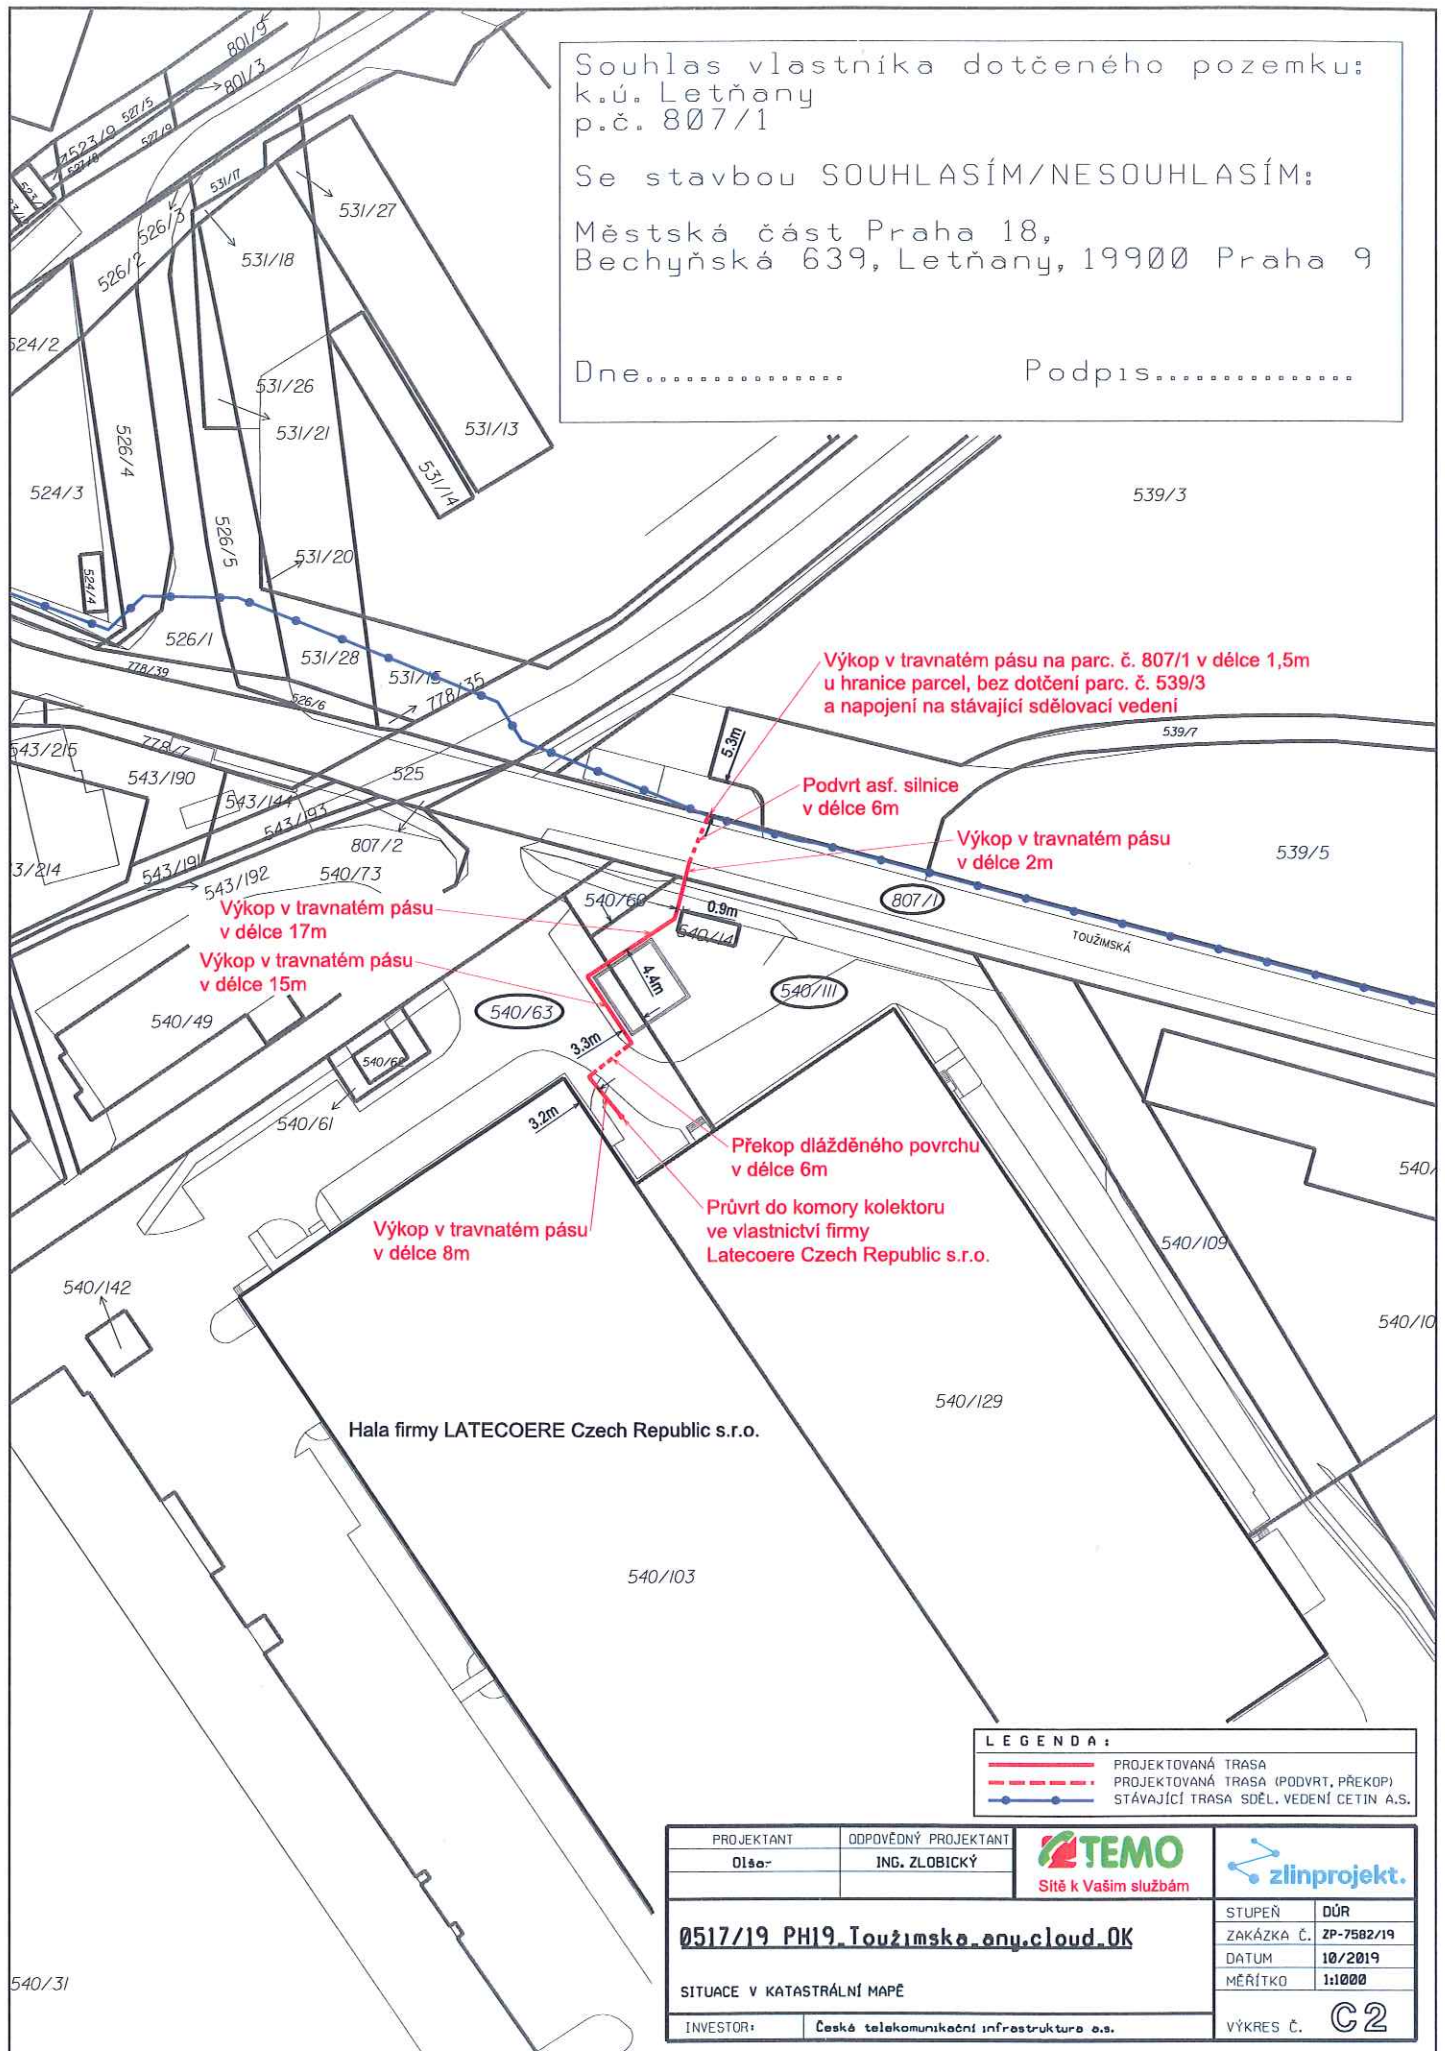 Souhlas vlastníka dotčeného pozemku:
k.ú. Letňany
p.č. 807/1
Se stavbou SOUHLASÍM/NESOUHLASÍM:
Městská část Praha 18,
Bechyňská 639, Letňany, 19900 Praha 9
Dne............... Podpis...............
801/9
801/3
527/5
523/9
527/9
527/8
531/17
531/27
526/3
531/18
526/2
524/2
531/26
531/21
531/13
526/4
531/14
524/3
539/3
526/5
531/20
524/4
526/1
531/28
778/39
531/15
778/35
526/6
Výkop v travnatém pásu na parc. č. 807/1 v délce 1,5m
u hranice parcel, bez dotčení parc. č. 539/3
a napojení na stávající sdělovací vedení
539/7
5.3m
543/215
778/7
543/190
525
543/144
543/193
Podvrt asf. silnice
v délce 6m
Výkop v travnatém pásu
v délce 2m
807/2
539/5
543/191
543/192
540/73
540/60
807/1
0.9m
540/14
TOUŽIMSKÁ
Výkop v travnatém pásu
v délce 17m
Výkop v travnatém pásu
v délce 15m
4.4m
540/111
540/63
540/49
3.3m
540/62
540/61
3.2m
Překop dlážděného povrchu
v délce 6m
Průvrt do komory kolektoru
ve vlastnictví firmy
Latecoere Czech Republic s.r.o.
Výkop v travnatém pásu
v délce 8m
540/109
540/142
540/129
Hala firmy LATECOERE Czech Republic s.r.o.
540/103
540/31
LEGENDA:
PROJEKTOVANÁ TRASA
PROJEKTOVANÁ TRASA (PODVRT, PŘEKOP)
STÁVAJÍCÍ TRASA SDĚL. VEDENÍ CETIN A.S.
PROJEKTANT
ODPOVĚDNÝ PROJEKTANT
ING. ZLOBICKÝ
TEMO
Sítě k Vašim službám
zlinprojekt.
0517/19 PH19_Toužimska_any.cloud_OK
SITUACE V KATASTRÁLNÍ MAPĚ
INVESTOR: Česká telekomunikační infrastruktura a.s.
STUPEŇ DÚR
ZAKÁZKA Č. ZP-7582/19
DATUM 10/2019
MĚŘÍTKO 1:1000
VÝKRES Č. C2